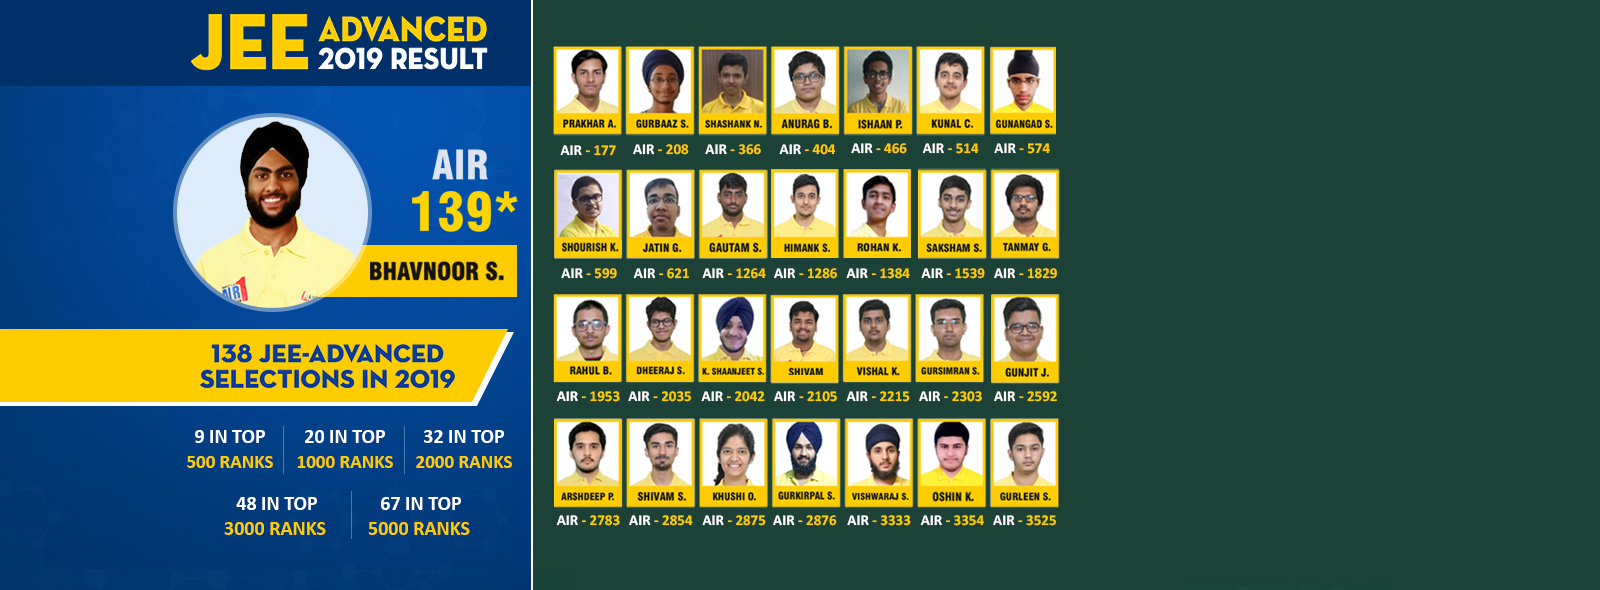 JEE ADVANCED
2019 RESULT
AIR
139*
BHAVNOOR S.
AIR 1
138 JEE-ADVANCED
SELECTIONS IN 2019
9 IN TOP 20 IN TOP 32 IN TOP
500 RANKS 1000 RANKS 2000 RANKS
48 IN TOP 67 IN TOP
3000 RANKS 5000 RANKS
PRAKHAR A. GURBAAZ S. SHASHANK N. ANURAG B. ISHAAN P. KUNAL C. GUNANGAD S.
AIR - 177 AIR - 208 AIR - 366 AIR - 404 AIR - 466 AIR - 514 AIR - 574
SHOURISH K. JATIN G. GAUTAM S. HIMANK S. ROHAN K. SAKSHAM S. TANMAY G.
AIR - 599 AIR - 621 AIR - 1264 AIR - 1286 AIR - 1384 AIR - 1539 AIR - 1829
RAHUL B. DHEERAJ S. K. SHAANJEET S. SHIVAM VISHAL K. GURSIMRAN S. GUNJIT J.
AIR - 1953 AIR - 2035 AIR - 2042 AIR - 2105 AIR - 2215 AIR - 2303 AIR - 2592
ARSHDEEP P. SHIVAM S. KHUSHI O. GURKIRPAL S. VISHWARAJ S. OSHIN K. GURLEEN S.
AIR - 2783 AIR - 2854 AIR - 2875 AIR - 2876 AIR - 3333 AIR - 3354 AIR - 3525